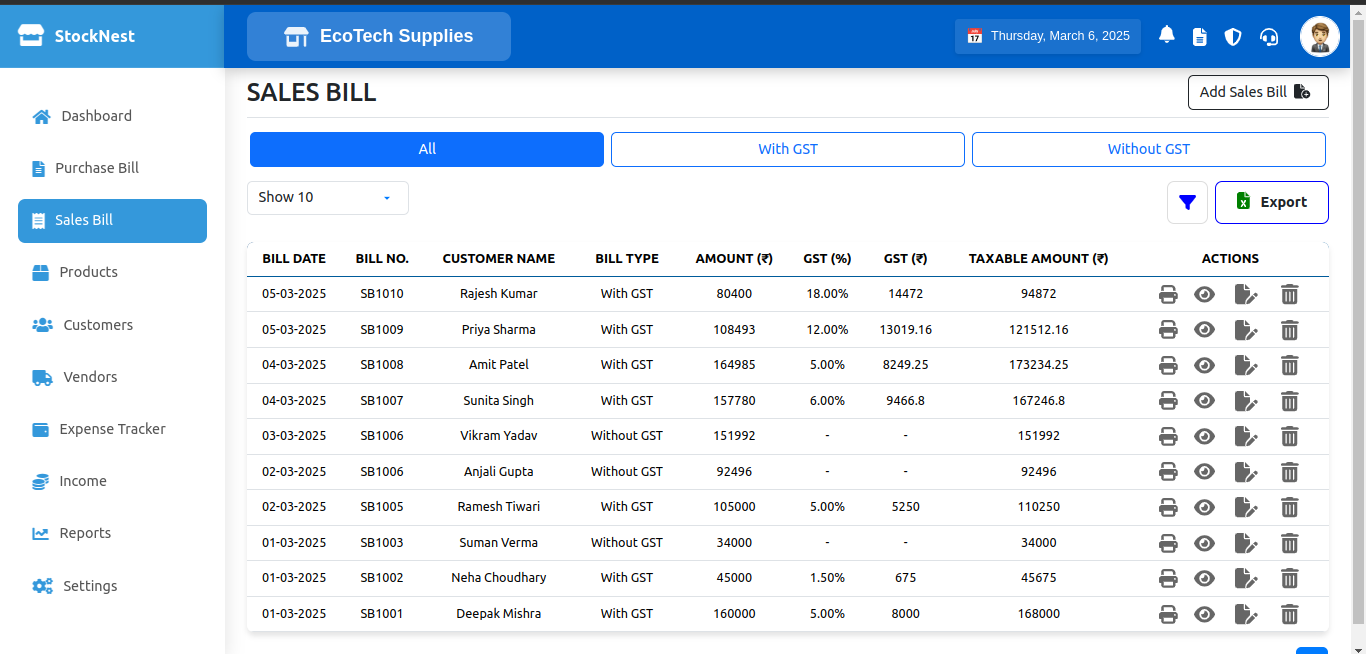 StockNest
EcoTech Supplies
17 Thursday, March 6, 2025
Dashboard
Purchase Bill
Sales Bill
Products
Customers
Vendors
Expense Tracker
Income
Reports
Settings
SALES BILL
Add Sales Bill
All With GST Without GST
Show 10
Export
BILL DATE BILL NO. CUSTOMER NAME BILL TYPE AMOUNT (₹) GST (%) GST (₹) TAXABLE AMOUNT (₹) ACTIONS
05-03-2025 SB1010 Rajesh Kumar With GST 80400 18.00% 14472 94872
05-03-2025 SB1009 Priya Sharma With GST 108493 12.00% 13019.16 121512.16
04-03-2025 SB1008 Amit Patel With GST 164985 5.00% 8249.25 173234.25
04-03-2025 SB1007 Sunita Singh With GST 157780 6.00% 9466.8 167246.8
03-03-2025 SB1006 Vikram Yadav Without GST 151992 - - 151992
02-03-2025 SB1006 Anjali Gupta Without GST 92496 - - 92496
02-03-2025 SB1005 Ramesh Tiwari With GST 105000 5.00% 5250 110250
01-03-2025 SB1003 Suman Verma Without GST 34000 - - 34000
01-03-2025 SB1002 Neha Choudhary With GST 45000 1.50% 675 45675
01-03-2025 SB1001 Deepak Mishra With GST 160000 5.00% 8000 168000